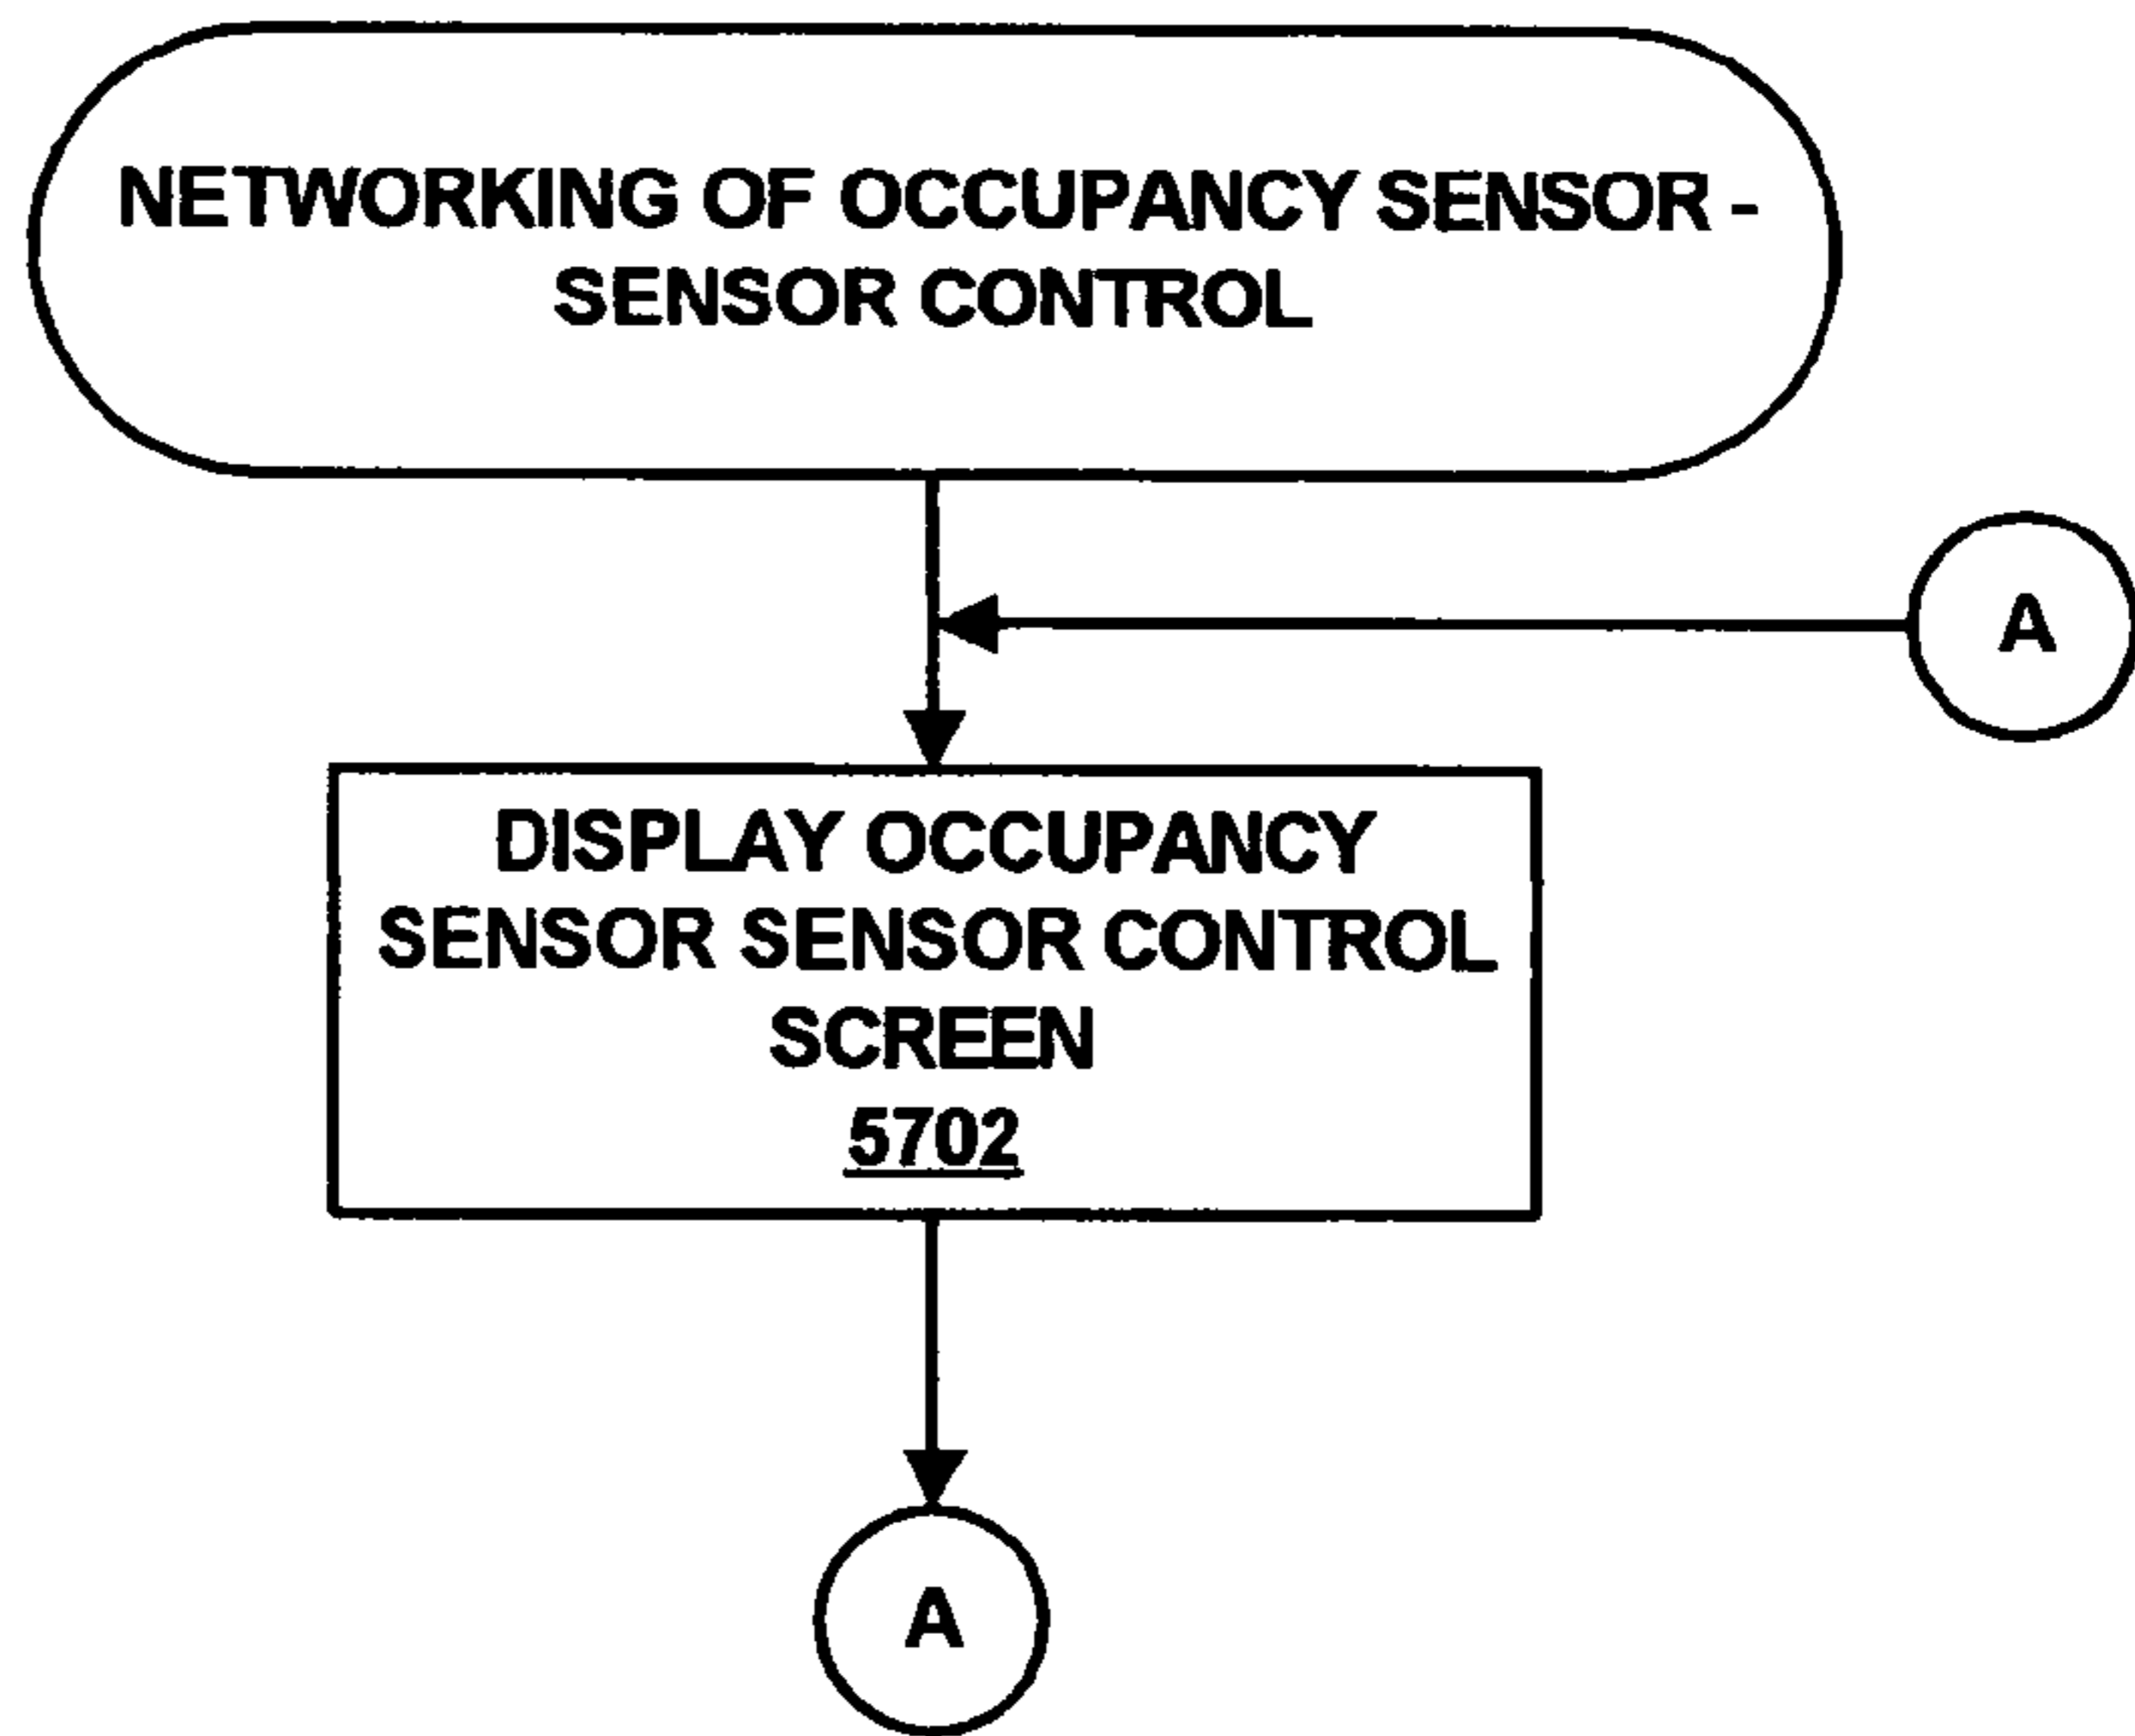 NETWORKING OF OCCUPANCY SENSOR -
SENSOR CONTROL
A
DISPLAY OCCUPANCY
SENSOR SENSOR CONTROL
SCREEN
5702
A